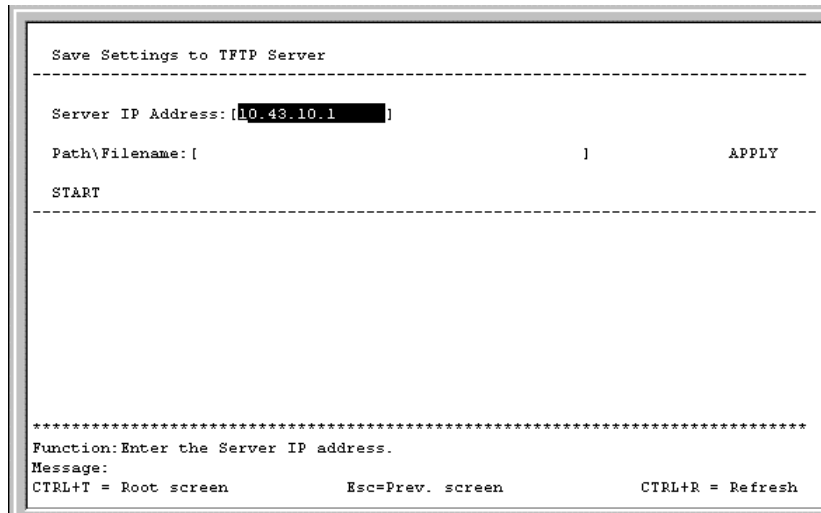 Save Settings to TFTP Server
--------------------------------------------------------------------------------
Server IP Address:[10.43.10.1 ]
Path\Filename:[ ] APPLY
START
--------------------------------------------------------------------------------
********************************************************************************
Function:Enter the Server IP address.
Message:
CTRL+T = Root screen Esc=Prev. screen CTRL+R = Refresh